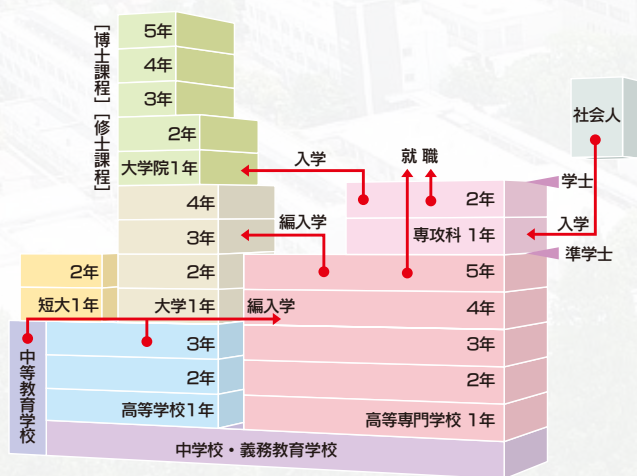 [博士課程]
[修士課程]
5年
4年
3年
2年
大学院1年
入学
就職
社会人
学士
4年
2年
3年
編入学
専攻科 1年
入学
準学士
2年
2年
5年
短大1年
大学1年
編入学
4年
中等教育学校
3年
3年
2年
2年
高等学校1年
高等専門学校 1年
中学校・義務教育学校